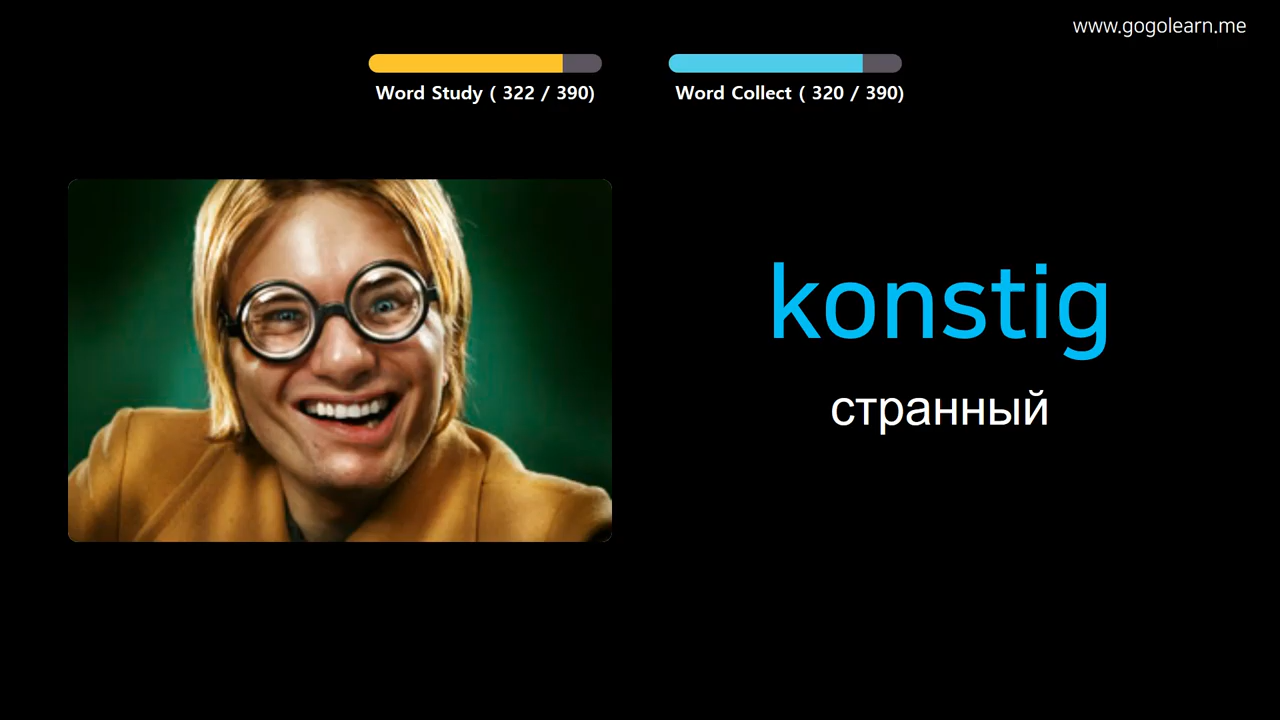 www.gogolearn.me
Word Study ( 322 / 390)
Word Collect ( 320 / 390)
konstig
странный